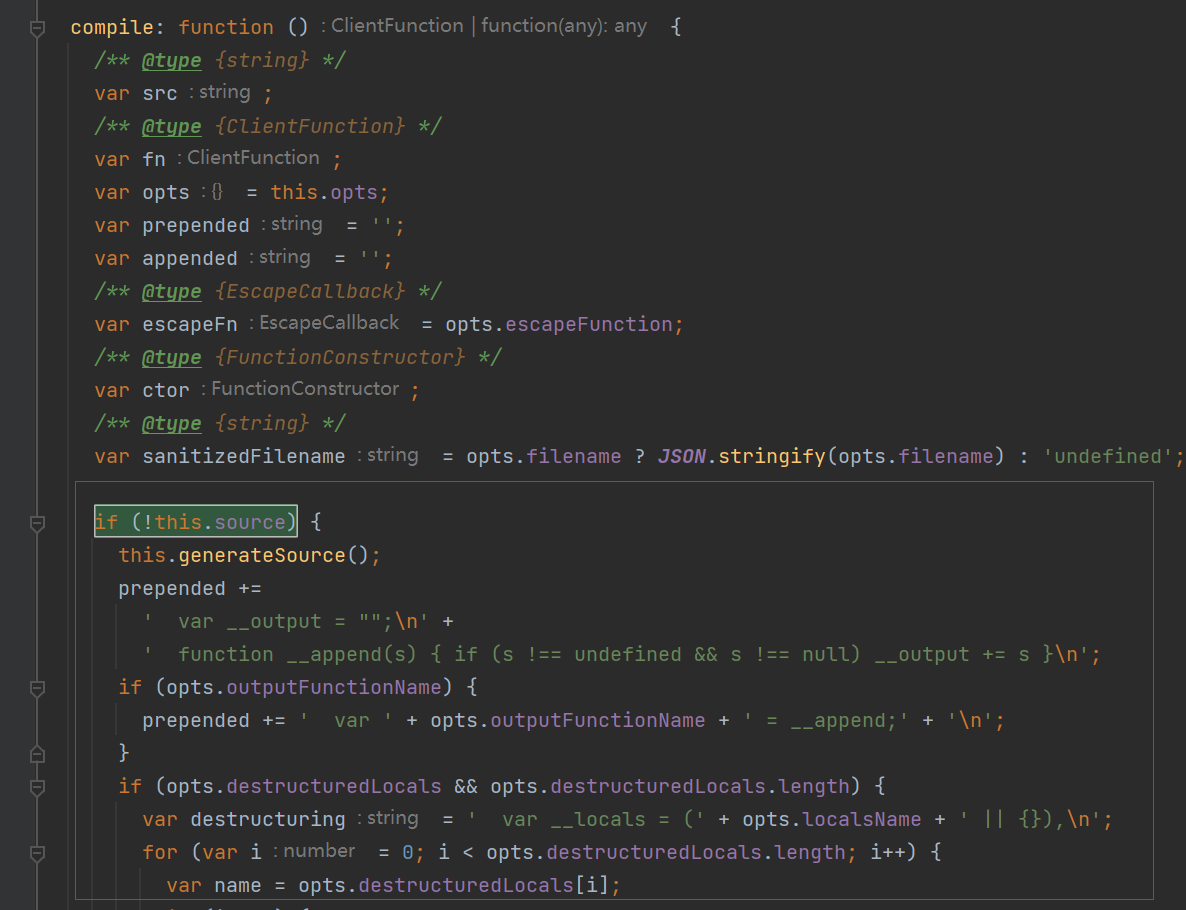 compile: function () : ClientFunction | function(any): any {
/** @type {string} */
var src : string ;
/** @type {ClientFunction} */
var fn : ClientFunction ;
var opts : {} = this.opts;
var prepended : string = '';
var appended : string = '';
/** @type {EscapeCallback} */
var escapeFn : EscapeCallback = opts.escapeFunction;
/** @type {FunctionConstructor} */
var ctor : FunctionConstructor ;
/** @type {string} */
var sanitizedFilename : string = opts.filename ? JSON.stringify(opts.filename) : 'undefined';
if (!this.source) {
this.generateSource();
prepended +=
'  var __output = "";\n' +
'  function __append(s) { if (s !== undefined && s !== null) __output += s }\n';
if (opts.outputFunctionName) {
prepended += '  var ' + opts.outputFunctionName + ' = __append;' + '\n';
}
if (opts.destructuredLocals && opts.destructuredLocals.length) {
var destructuring : string = '  var __locals = (' + opts.localsName + ' || {}),\n';
for (var i : number = 0; i < opts.destructuredLocals.length; i++) {
var name = opts.destructuredLocals[i];